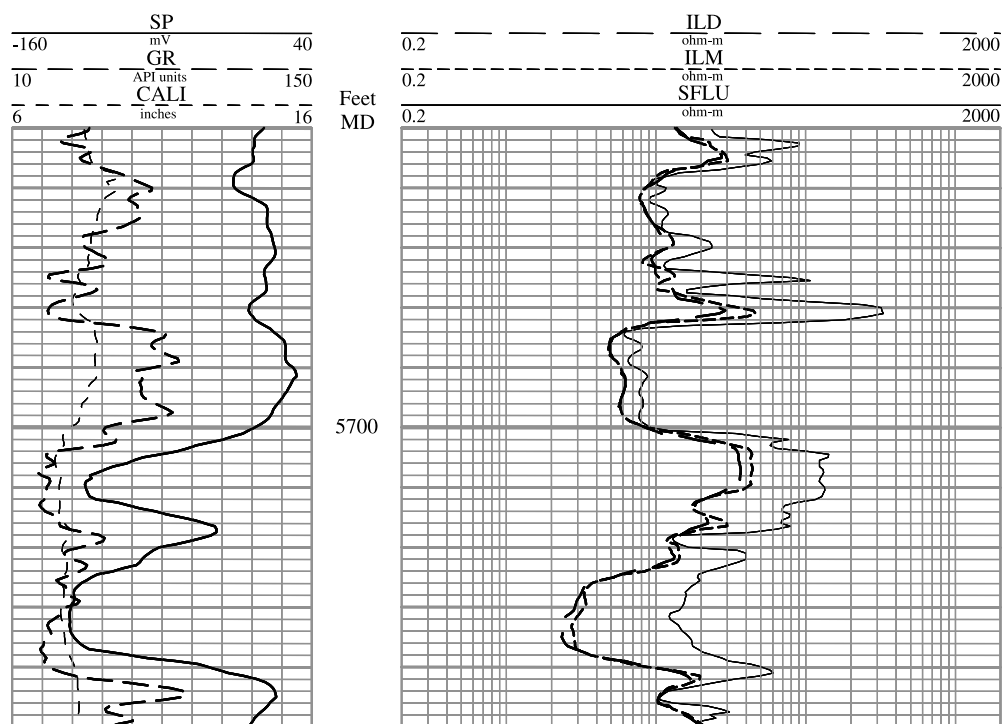 SP
-160 mV 40
GR
10 API units 150
CALI
6 inches 16
Feet
MD
ILD
0.2 ohm-m 2000
ILM
0.2 ohm-m 2000
SFLU
0.2 ohm-m 2000
5700